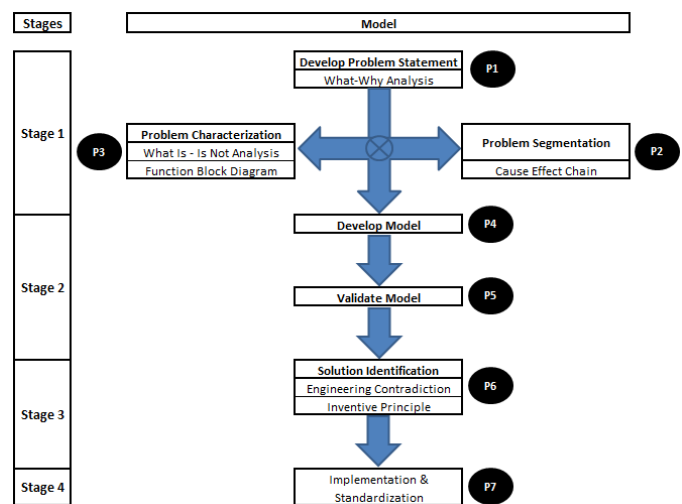 Stages
Model
Stage 1
Develop Problem Statement
What-Why Analysis
P1
P3
Problem Characterization
What Is - Is Not Analysis
Function Block Diagram
Problem Segmentation
Cause Effect Chain
P2
Stage 2
Develop Model
P4
Validate Model
P5
Stage 3
Solution Identification
Engineering Contradiction
Inventive Principle
P6
Stage 4
Implementation &
Standardization
P7